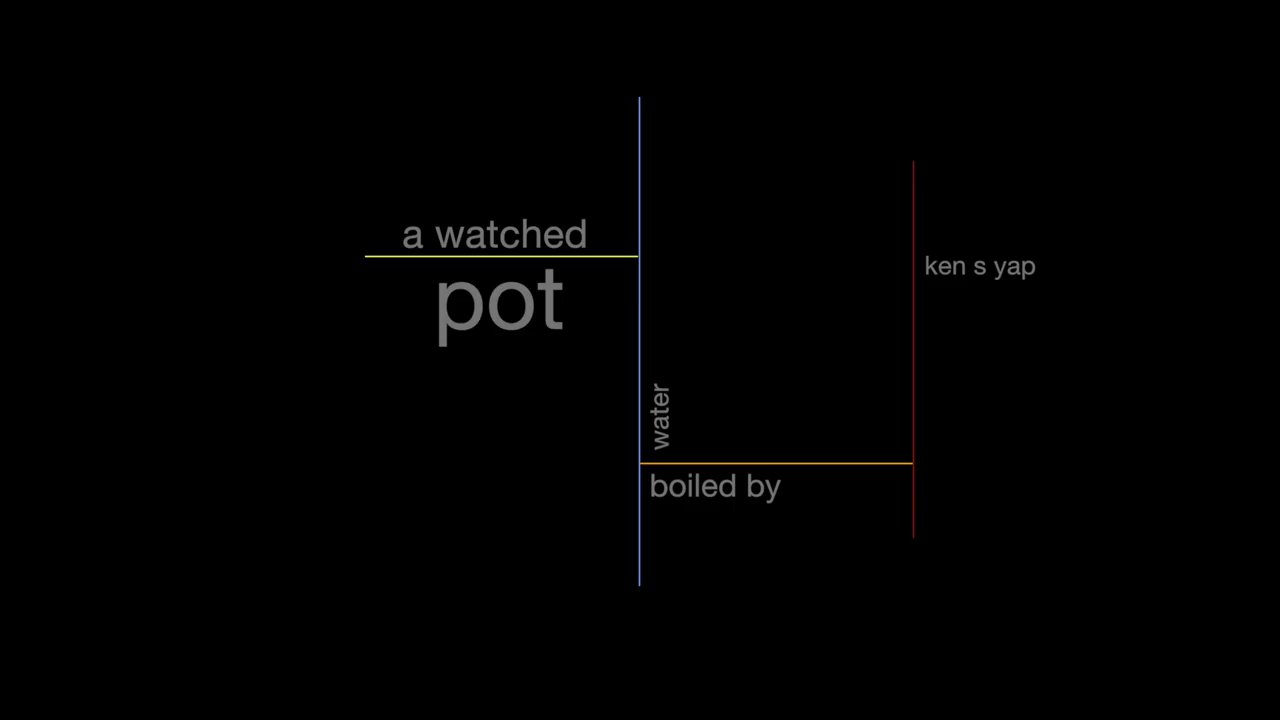 a watched
pot
water
boiled by
ken s yap